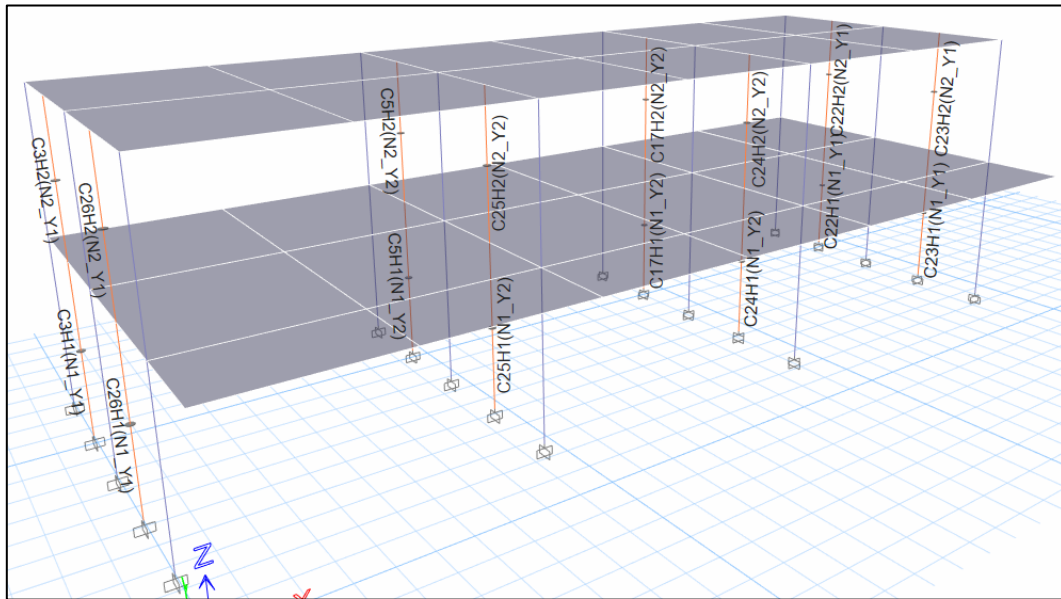 C3H2(N2_Y1)
C26H2(N2_Y1)
C5H2(N2_Y2)
C25H2(N2_Y2)
C17H2(N2_Y2)
C24H2(N2_Y2)
C22H2(N2_Y1)
C23H2(N2_Y1)
C3H1(N1_Y1)
C26H1(N1_Y1)
C5H1(N1_Y2)
C25H1(N1_Y2)
C17H1(N1_Y2)
C24H1(N1_Y2)
C22H1(N1_Y1)
C23H1(N1_Y1)
Z
X